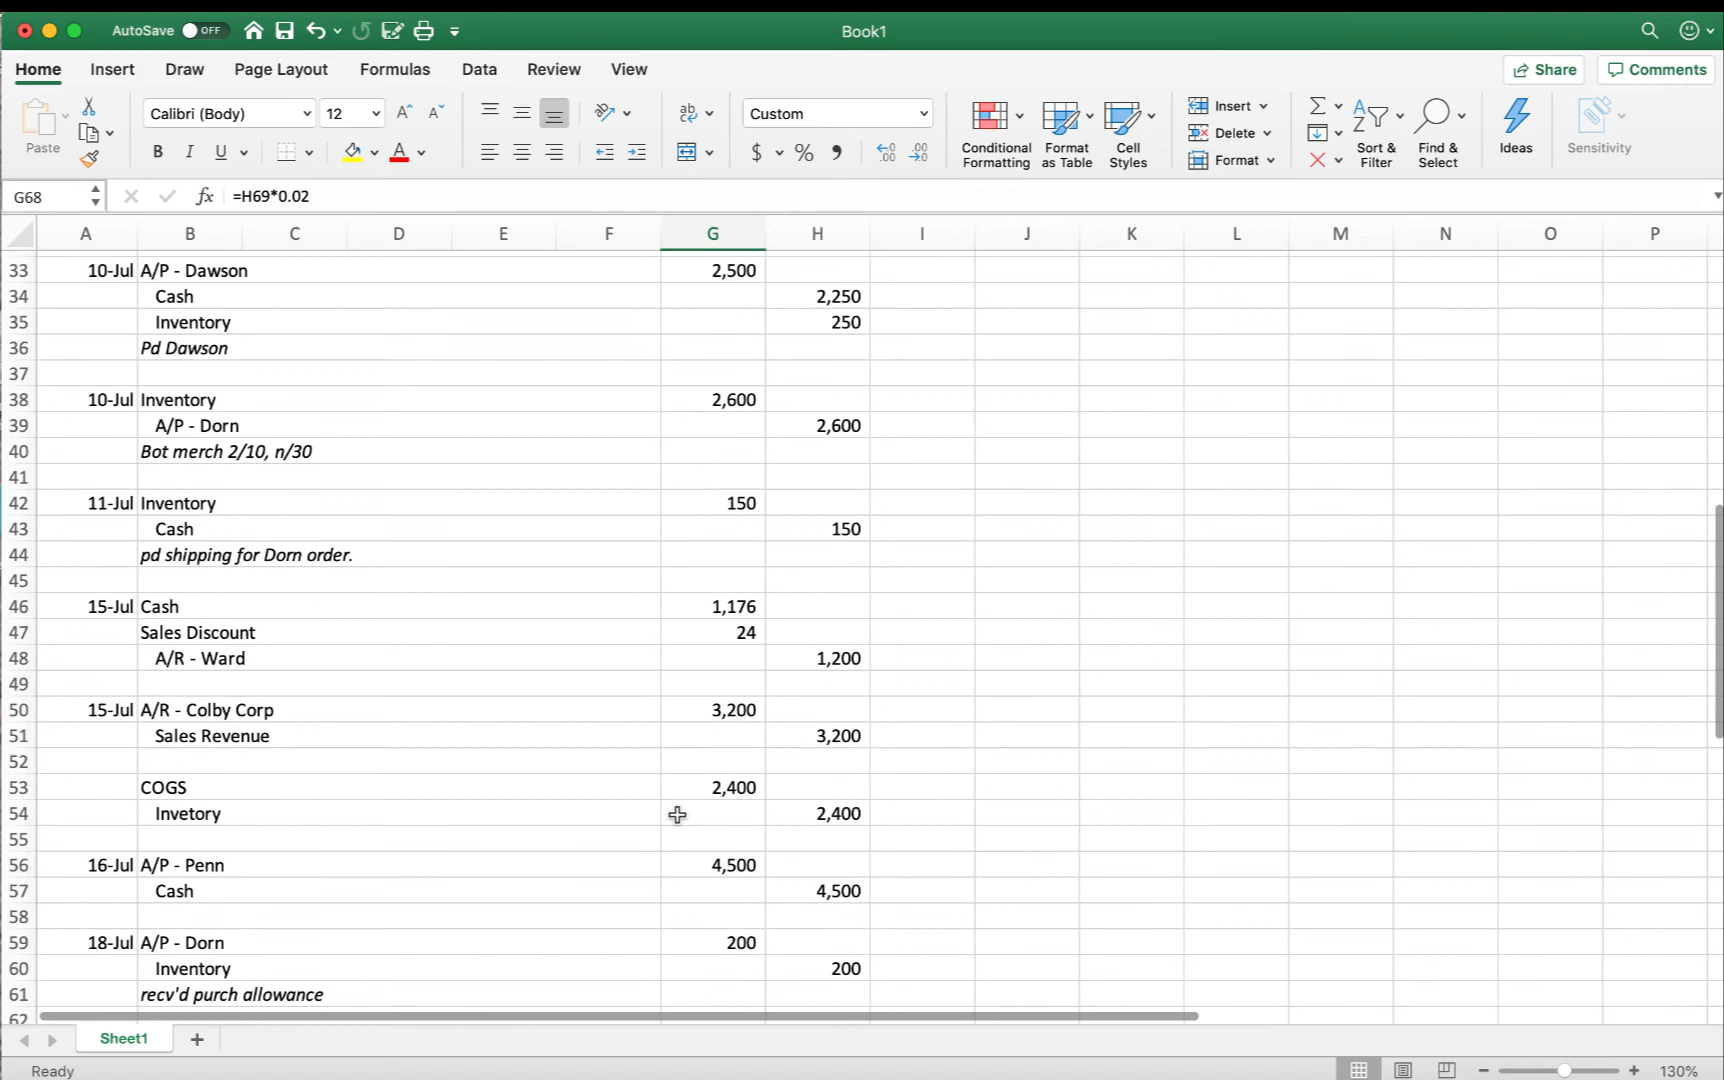 AutoSave OFF Book1
Home Insert Draw Page Layout Formulas Data Review View Share Comments
Paste Calibri (Body) 12 A^ Aˇ ab Custom Insert Σ A Z
B I U A $ % , .00 .0 Conditional Formatting Format as Table Cell Styles Delete Format Sort & Filter Find & Select Ideas Sensitivity
G68 fx =H69*0.02
A B C D E F G H I J K L M N O P
33 10-Jul A/P - Dawson 2,500
34 Cash 2,250
35 Inventory 250
36 Pd Dawson
37
38 10-Jul Inventory 2,600
39 A/P - Dorn 2,600
40 Bot merch 2/10, n/30
41
42 11-Jul Inventory 150
43 Cash 150
44 pd shipping for Dorn order.
45
46 15-Jul Cash 1,176
47 Sales Discount 24
48 A/R - Ward 1,200
49
50 15-Jul A/R - Colby Corp 3,200
51 Sales Revenue 3,200
52
53 COGS 2,400
54 Invetory 2,400
55
56 16-Jul A/P - Penn 4,500
57 Cash 4,500
58
59 18-Jul A/P - Dorn 200
60 Inventory 200
61 recv'd purch allowance
62
Sheet1 +
Ready 130%